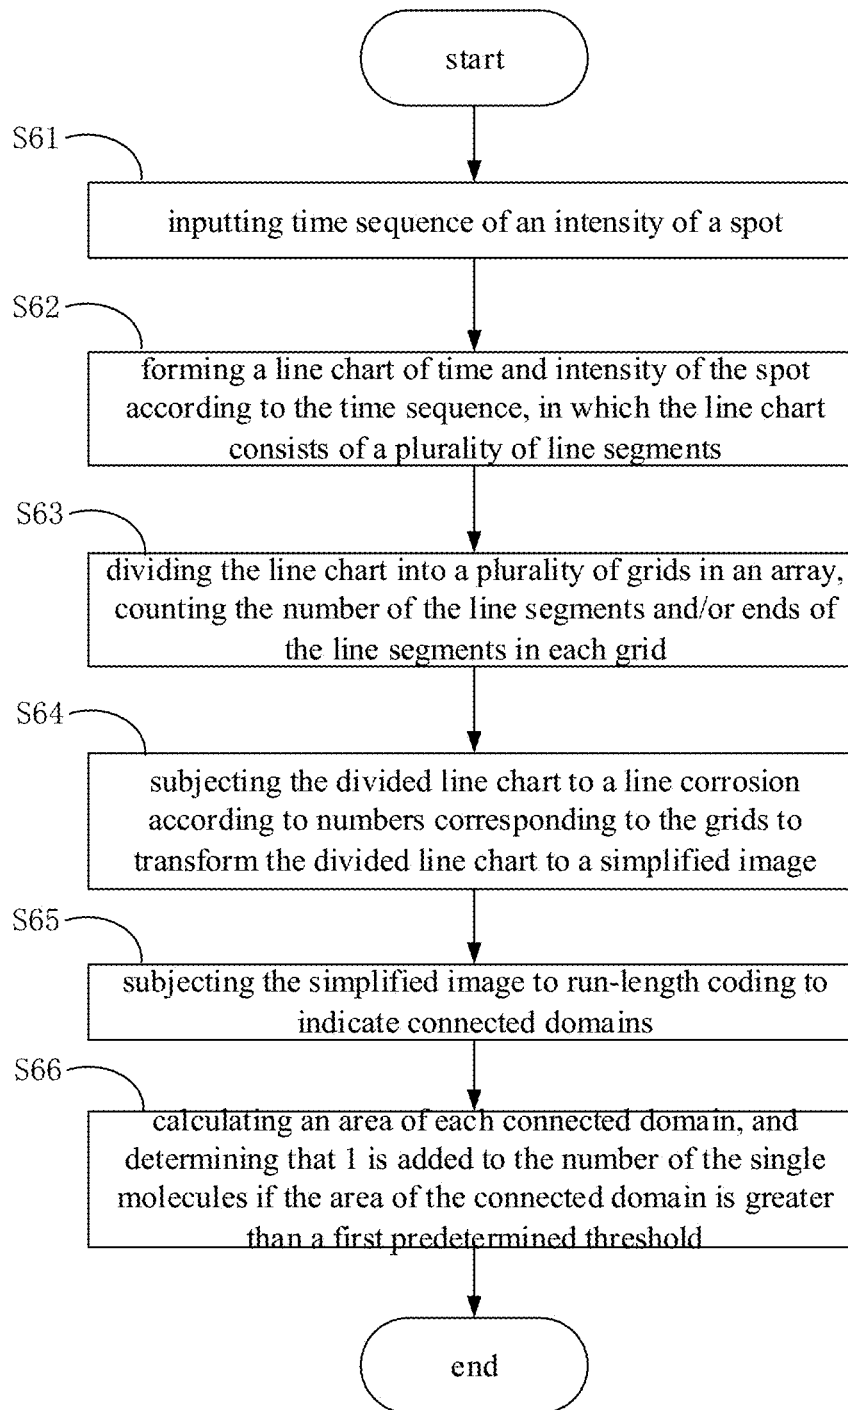 start
S61
inputting time sequence of an intensity of a spot
S62
forming a line chart of time and intensity of the spot
according to the time sequence, in which the line chart
consists of a plurality of line segments
S63
dividing the line chart into a plurality of grids in an array,
counting the number of the line segments and/or ends of
the line segments in each grid
S64
subjecting the divided line chart to a line corrosion
according to numbers corresponding to the grids to
transform the divided line chart to a simplified image
S65
subjecting the simplified image to run-length coding to
indicate connected domains
S66
calculating an area of each connected domain, and
determining that 1 is added to the number of the single
molecules if the area of the connected domain is greater
than a first predetermined threshold
end